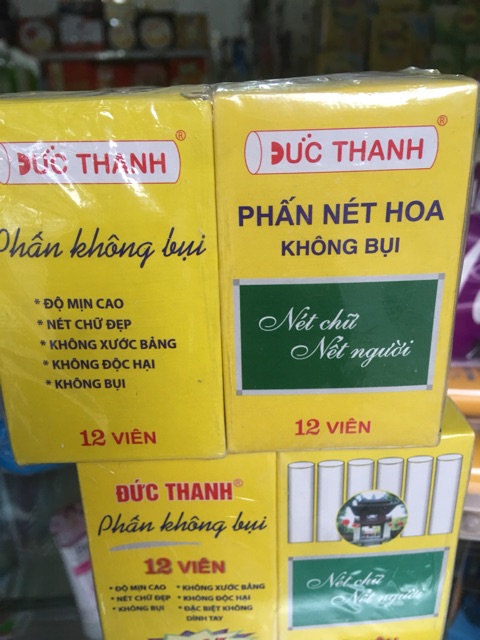 ĐỨC THANH®
Phấn không bụi
* ĐỘ MỊN CAO
* NÉT CHỮ ĐẸP
* KHÔNG XƯỚC BẢNG
* KHÔNG ĐỘC HẠI
* KHÔNG BỤI
12 VIÊN
ĐỨC THANH®
PHẤN NÉT HOA
KHÔNG BỤI
Nét chữ
Nết người
12 VIÊN
ĐỨC THANH®
Phấn không bụi
12 VIÊN
* ĐỘ MỊN CAO * KHÔNG XƯỚC BẢNG
* NÉT CHỮ ĐẸP * KHÔNG ĐỘC HẠI
* KHÔNG BỤI * ĐẶC BIỆT KHÔNG
DÍNH TAY
Nét chữ
Nết người